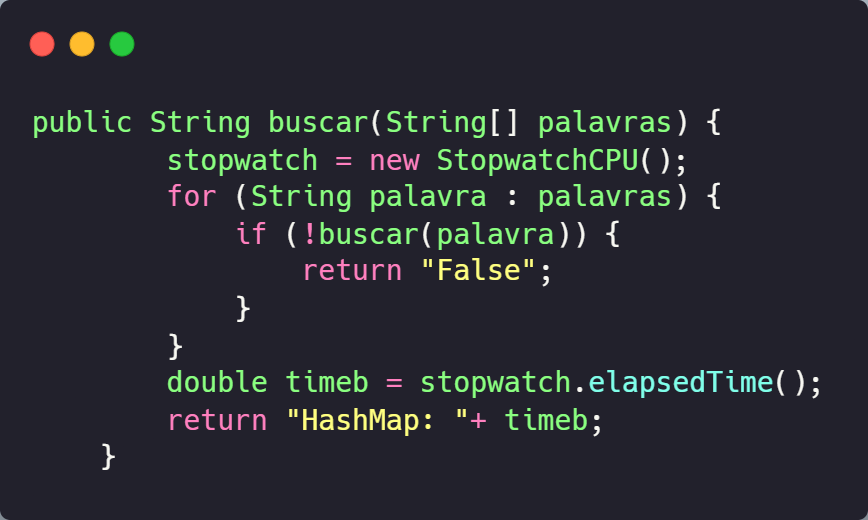 public String buscar(String[] palavras) {
        stopwatch = new StopwatchCPU();
        for (String palavra : palavras) {
            if (!buscar(palavra)) {
                return "False";
            }
        }
        double timeb = stopwatch.elapsedTime();
        return "HashMap: "+ timeb;
    }